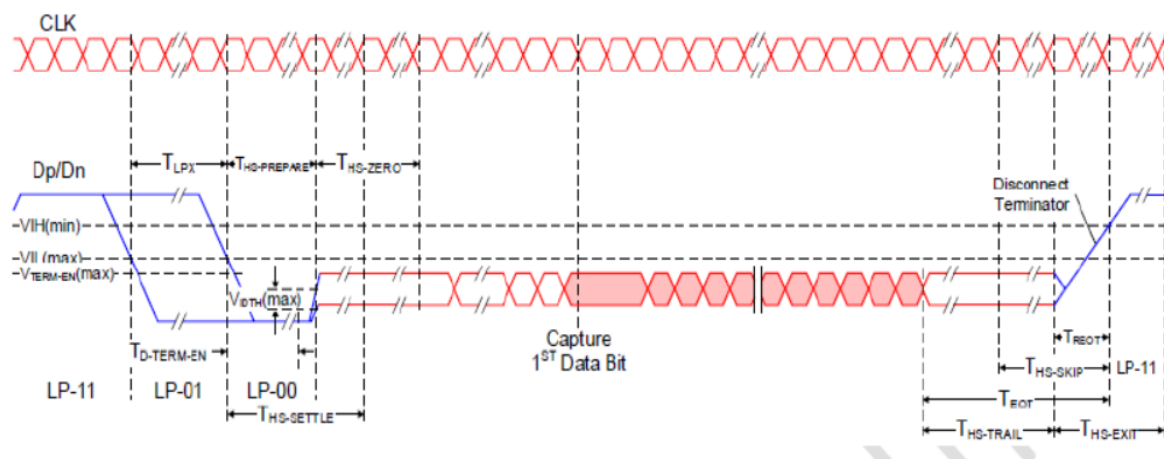 CLK
Dp/Dn
TLPX
THS-PREPARE
THS-ZERO
Disconnect
Terminator
VIH(min)
VIL(max)
VTERM-EN(max)
VIDTH(max)
Capture
1ST Data Bit
TD-TERM-EN
TREOT
LP-11
LP-01
LP-00
THS-SKIP
LP-11
THS-SETTLE
TEOT
THS-TRAIL
THS-EXIT